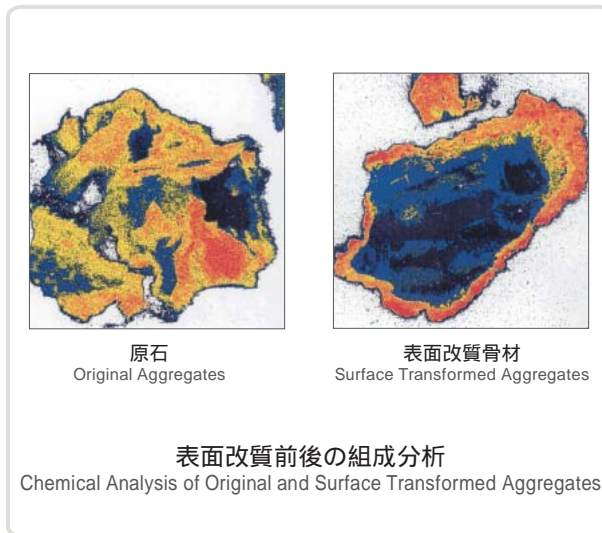 原石
Original Aggregates
表面改質骨材
Surface Transformed Aggregates
表面改質前後の組成分析
Chemical Analysis of Original and Surface Transformed Aggregates